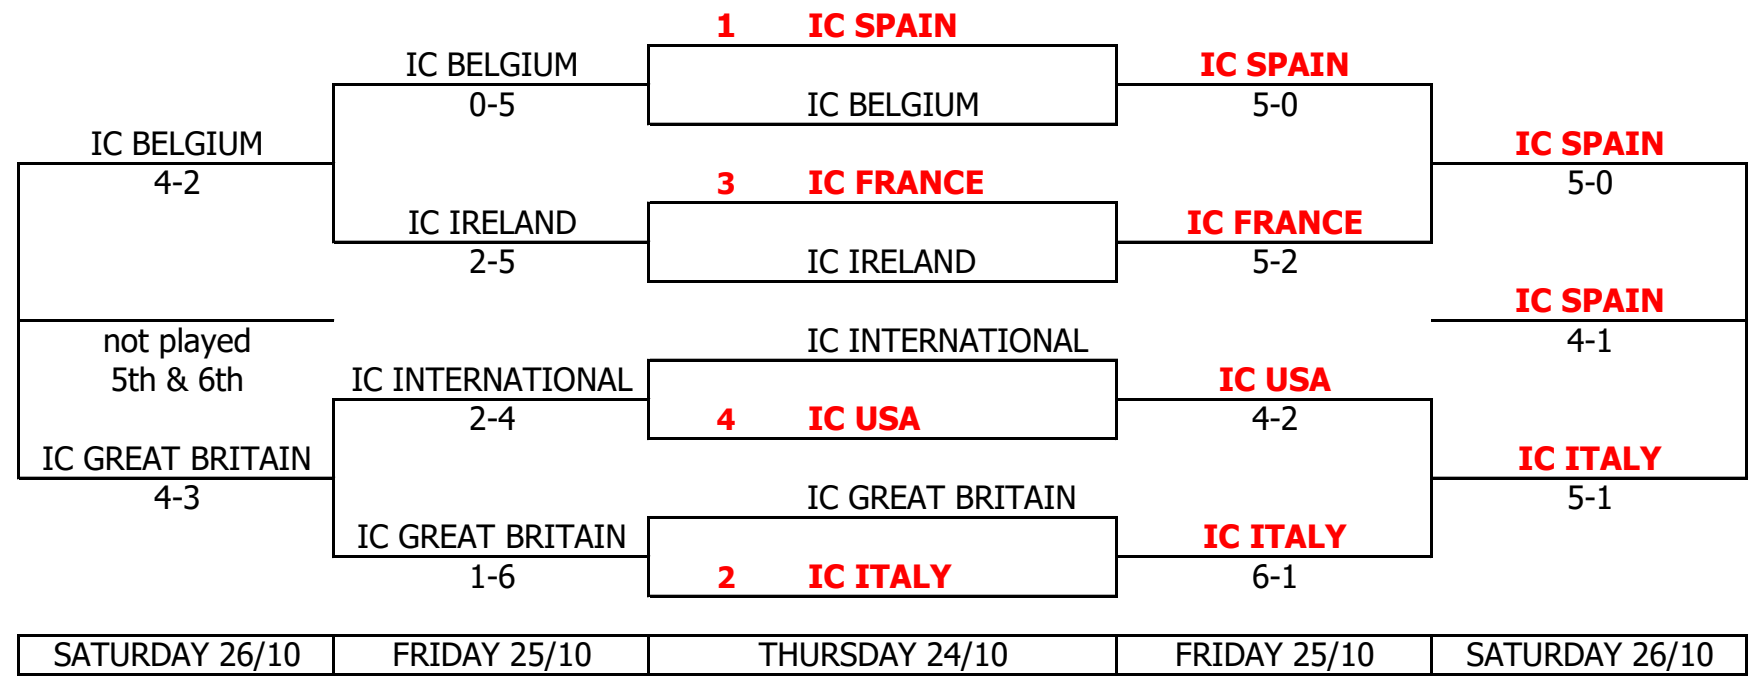 1 IC SPAIN
IC BELGIUM IC SPAIN
0-5 IC BELGIUM 5-0
IC BELGIUM IC SPAIN
4-2 3 IC FRANCE 5-0
IC IRELAND IC FRANCE
2-5 IC IRELAND 5-2
IC SPAIN
not played IC INTERNATIONAL 4-1
5th & 6th IC INTERNATIONAL IC USA
2-4 4 IC USA 4-2
IC GREAT BRITAIN IC ITALY
4-3 IC GREAT BRITAIN 5-1
IC GREAT BRITAIN IC ITALY
1-6 2 IC ITALY 6-1
SATURDAY 26/10 FRIDAY 25/10 THURSDAY 24/10 FRIDAY 25/10 SATURDAY 26/10